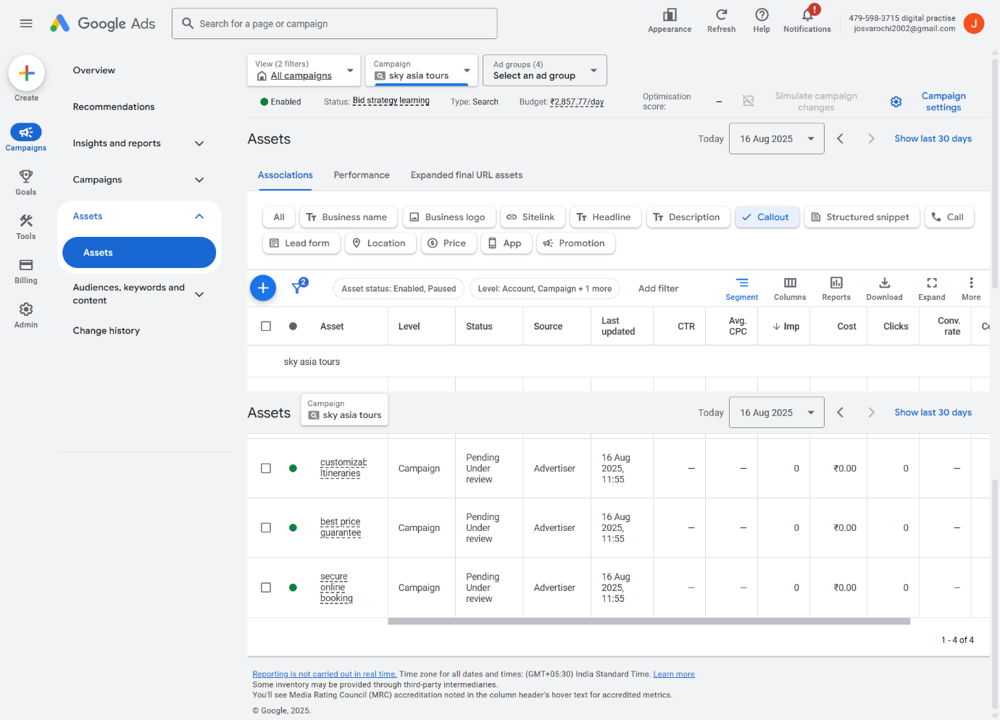 Google Ads
Search for a page or campaign
Appearance
Refresh
Help
!
Notifications
479-598-3715 digital practise
josvarochi2002@gmail.com
J
Create
Campaigns
Goals
Tools
Billing
Admin
Overview
Recommendations
Insights and reports
Campaigns
Assets
Assets
Audiences, keywords and
content
Change history
View (2 filters)
All campaigns
Campaign
sky asia tours
Ad groups (4)
Select an ad group
Enabled
Status: Bid strategy learning
Type: Search
Budget: ₹2,857.77/day
Optimisation
score:
–
Simulate campaign
changes
Campaign
settings
Assets
Today
16 Aug 2025
Show last 30 days
Associations
Performance
Expanded final URL assets
All
Business name
Business logo
Sitelink
Headline
Description
Callout
Structured snippet
Call
Lead form
Location
Price
App
Promotion
2
Asset status: Enabled, Paused
Level: Account, Campaign + 1 more
Add filter
Segment
Columns
Reports
Download
Expand
More
Asset
Level
Status
Source
Last
updated
CTR
Avg.
CPC
Imp
Cost
Clicks
Conv.
rate
Co
sky asia tours
Assets
Campaign
sky asia tours
Today
16 Aug 2025
Show last 30 days
customizab
Itineraries
Campaign
Pending
Under
review
Advertiser
16 Aug
2025,
11:55
–
–
0
₹0.00
0
–
best price
guarantee
Campaign
Pending
Under
review
Advertiser
16 Aug
2025,
11:55
–
–
0
₹0.00
0
–
secure
online
booking
Campaign
Pending
Under
review
Advertiser
16 Aug
2025,
11:55
–
–
0
₹0.00
0
–
1 - 4 of 4
Reporting is not carried out in real time. Time zone for all dates and times: (GMT+05:30) India Standard Time. Learn more
Some inventory may be provided through third-party intermediaries.
You'll see Media Rating Council (MRC) accreditation noted in the column header's hover text for accredited metrics.
© Google, 2025.